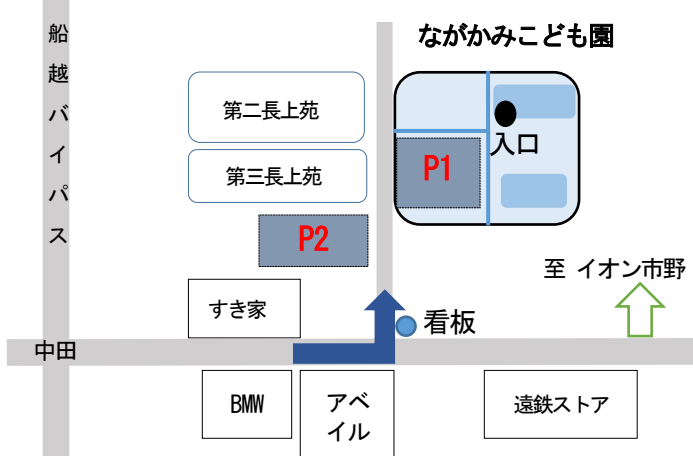 船越バイパス
ながかみこども園
第二長上苑
入口
第三長上苑
P1
P2
至 イオン市野
すき家
看板
中田
BMW
アベ
イル
遠鉄ストア